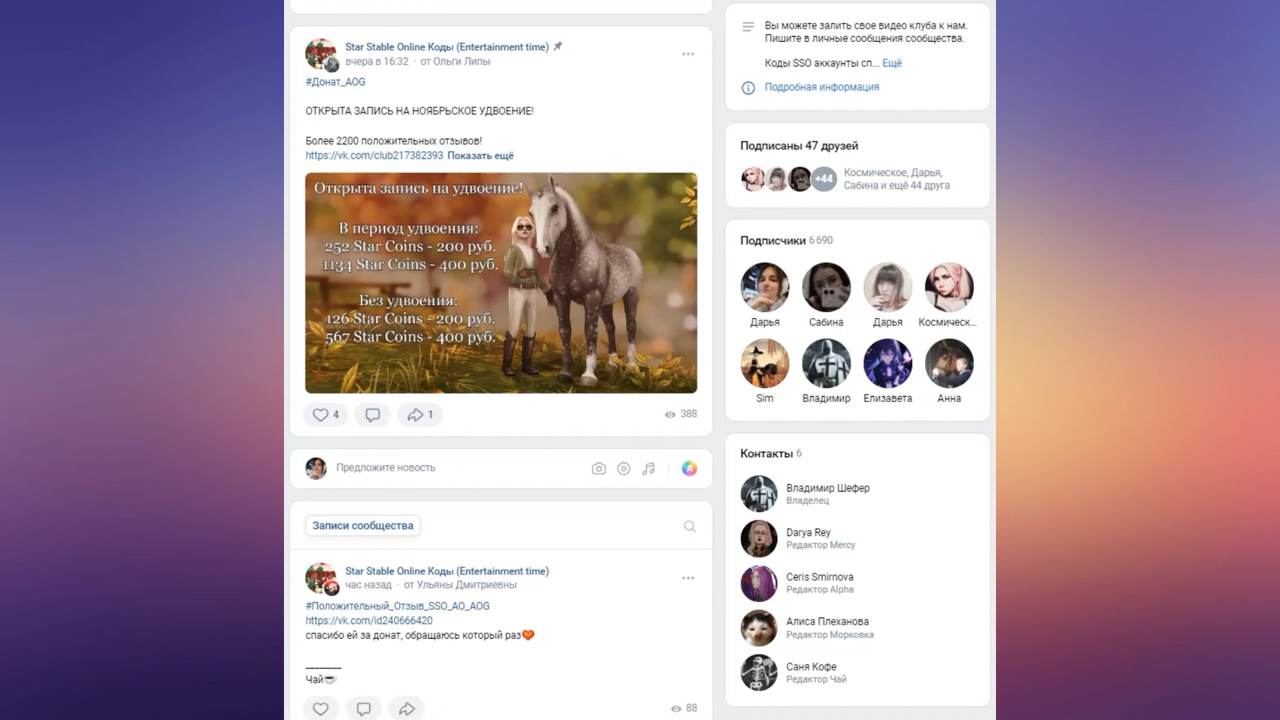 Star Stable Online Коды (Entertainment time)
вчера в 16:32 · от Ольги Липы
#Донат_AOG
ОТКРЫТА ЗАПИСЬ НА НОЯБРЬСКОЕ УДВОЕНИЕ!
Более 2200 положительных отзывов!
https://vk.com/club217382393 Показать ещё
Открыта запись на удвоение!
В период удвоения:
252 Star Coins - 200 руб.
1134 Star Coins - 400 руб.
Без удвоения:
126 Star Coins - 200 руб.
567 Star Coins - 400 руб.
4
1
388
Предложите новость
Записи сообщества
Star Stable Online Коды (Entertainment time)
час назад · от Ульяны Дмитриевны
#Положительный_Отзыв_SSO_AO_AOG
https://vk.com/id240666420
спасибо ей за донат, обращаюсь который раз❤️
________
Чай☕
88
Вы можете залить свое видео клуба к нам.
Пишите в личные сообщения сообщества.
Коды SSO аккаунты сп... Ещё
Подробная информация
Подписаны 47 друзей
+44
Космическое, Дарья,
Сабина и ещё 44 друга
Подписчики 6 690
Дарья Сабина Дарья Космическ...
Sim Владимир Елизавета Анна
Контакты 6
Владимир Шефер
Владелец
Darya Rey
Редактор Mercy
Ceris Smirnova
Редактор Alpha
Алиса Плеханова
Редактор Морковка
Саня Кофе
Редактор Чай